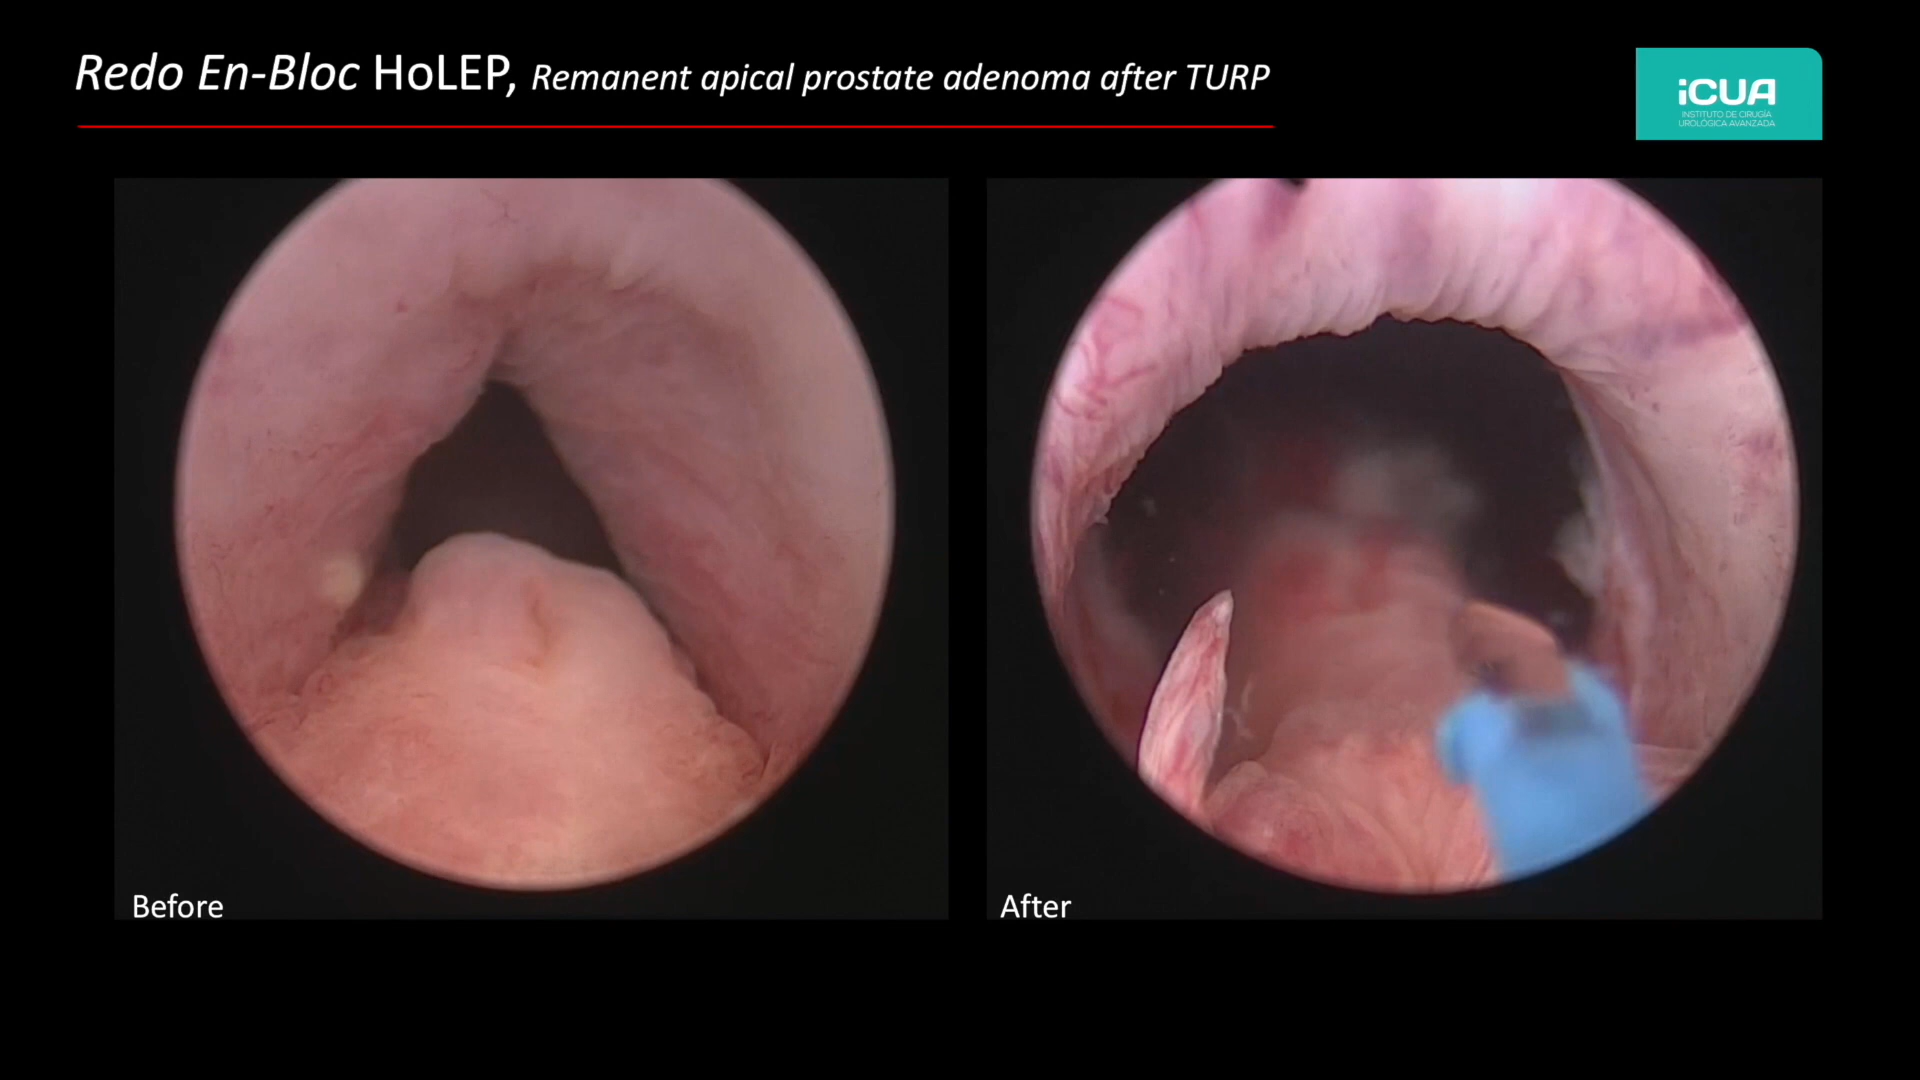 Redo En-Bloc HoLEP, Remanent apical prostate adenoma after TURP
iCUA
INSTITUTO DE CIRUGÍA
UROLÓGICA AVANZADA
Before
After